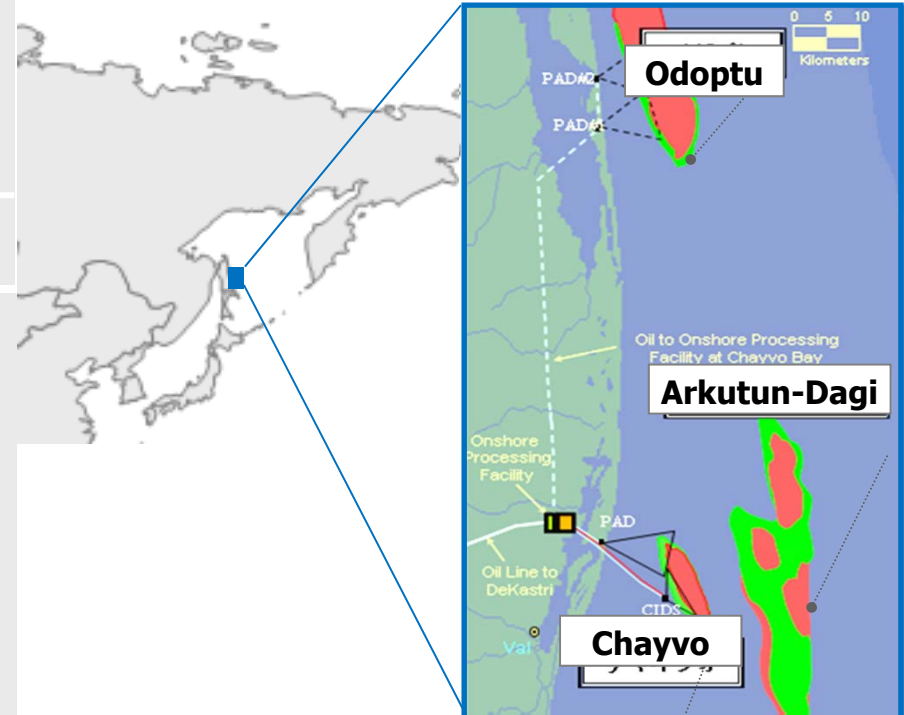 0 5 10
Kilometers
PAD#2
Odoptu
PAD#1
Oil to Onshore Processing
Facility at Chayvo Bay
Arkutun-Dagi
Onshore
Processing
Facility
PAD
Oil Line to
DeKastri
CIDS
Val
Chayvo